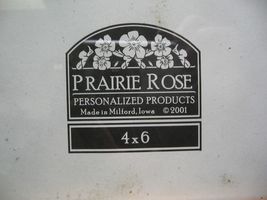 PRAIRIE ROSE
PERSONALIZED PRODUCTS
Made in Milford, Iowa ©2001
4x6